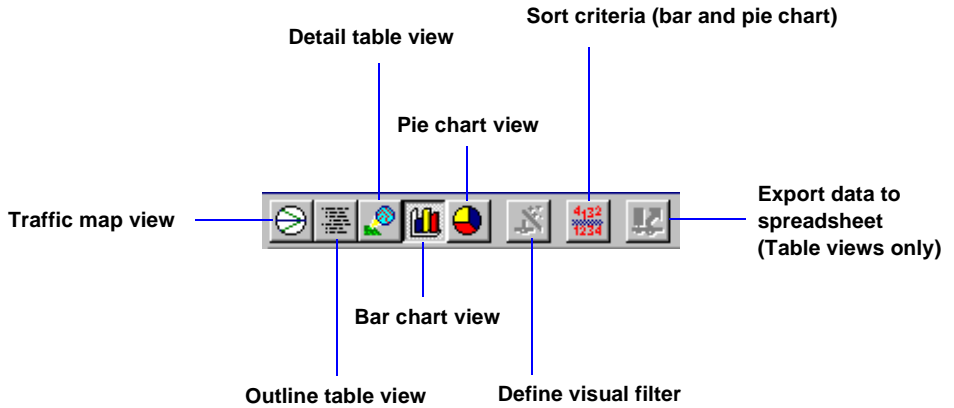 Sort criteria (bar and pie chart)
Detail table view
Pie chart view
Traffic map view
4132
1234
Export data to
spreadsheet
(Table views only)
Bar chart view
Outline table view
Define visual filter